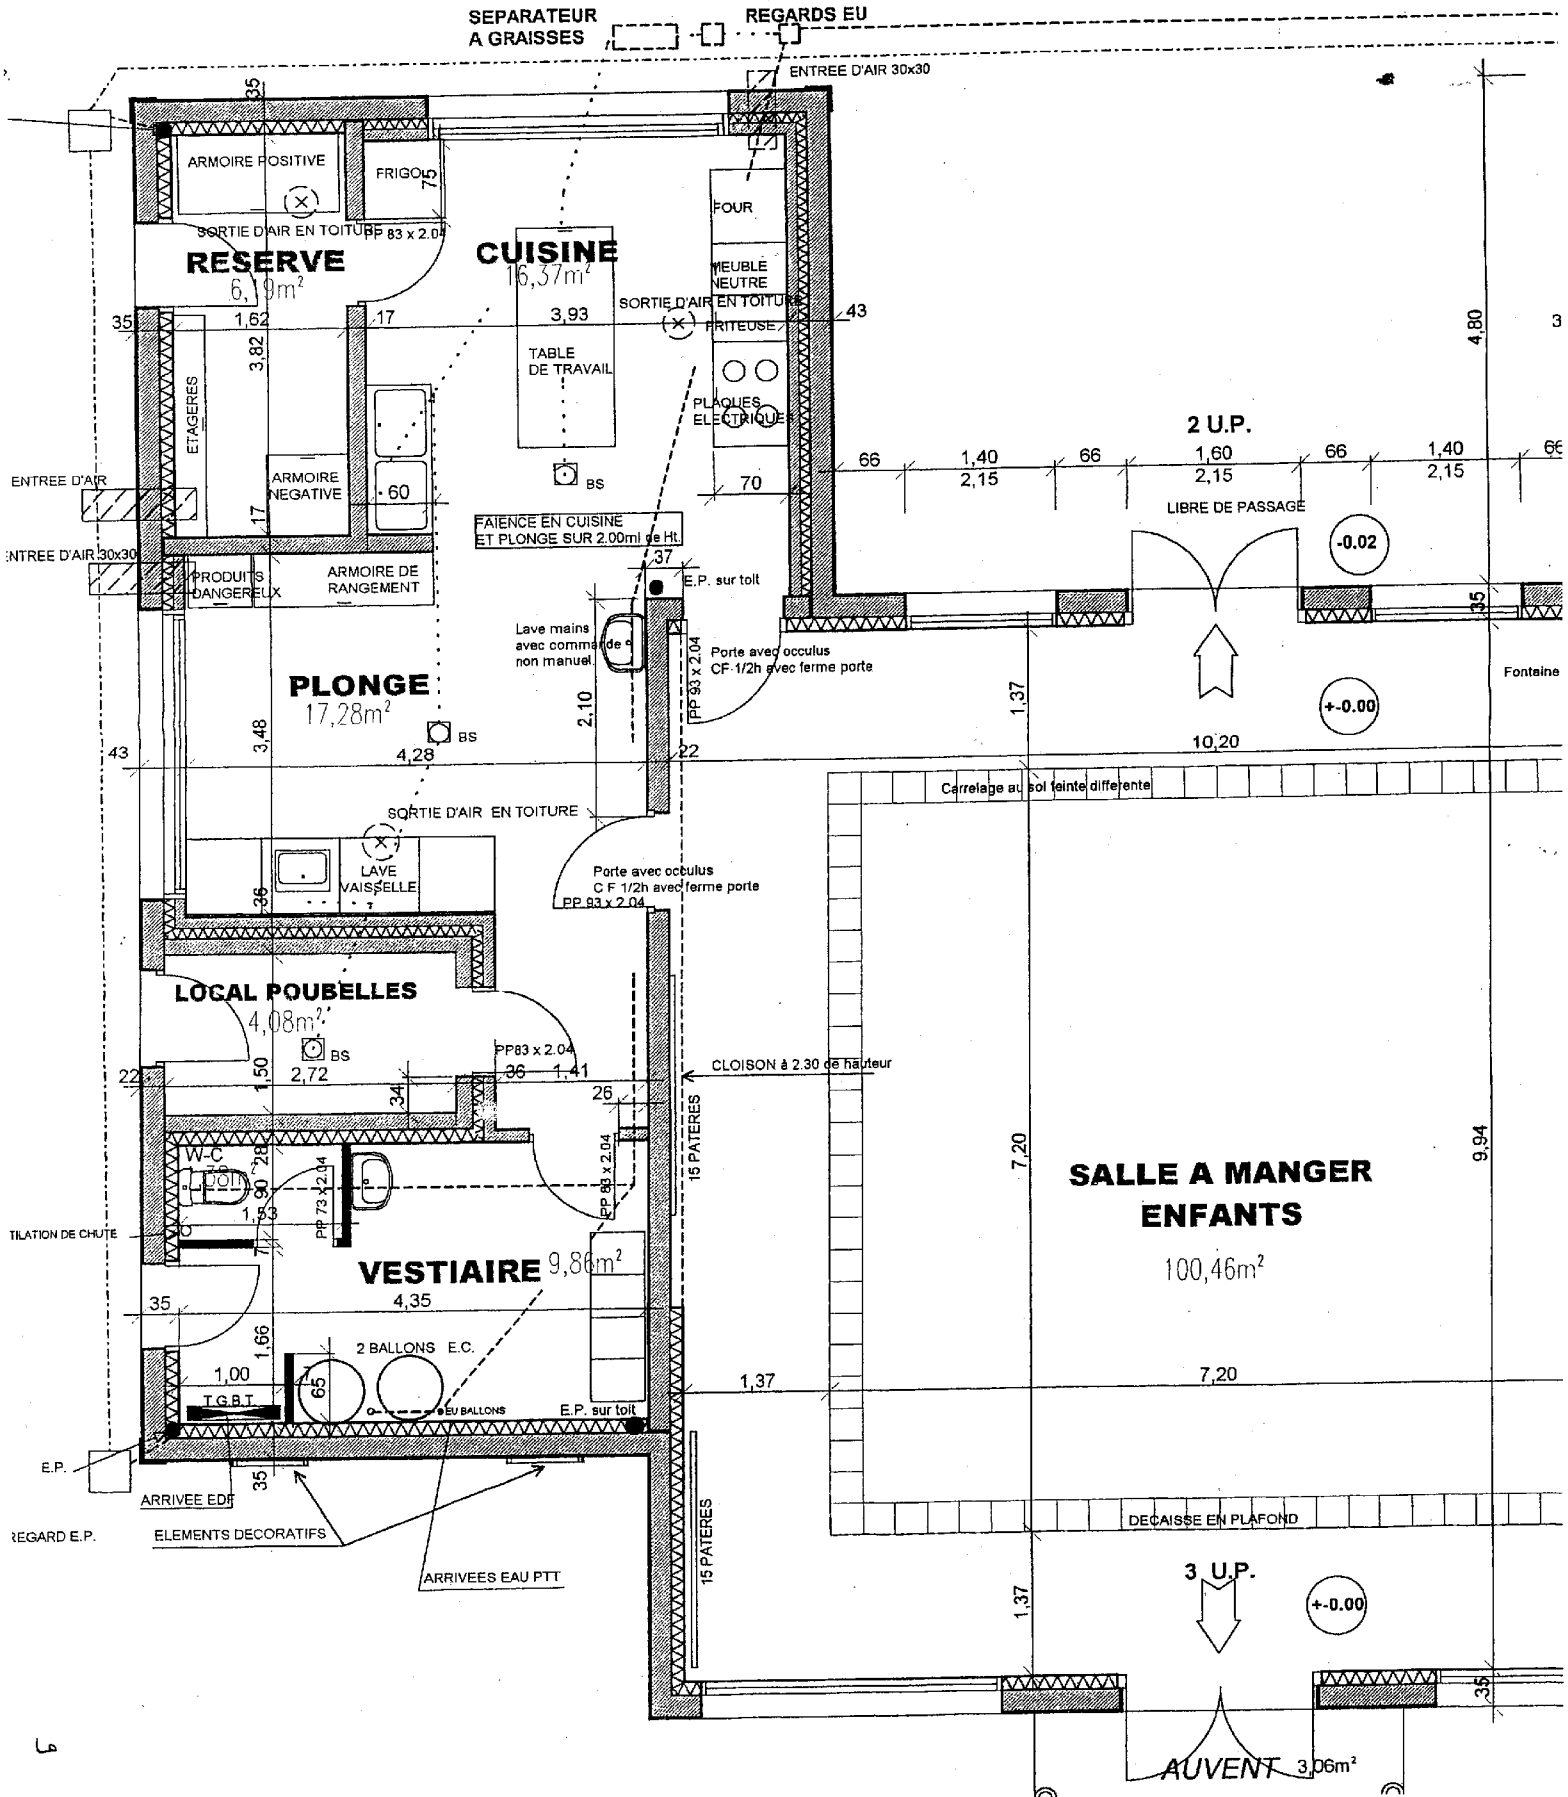 SEPARATEUR
A GRAISSES
REGARDS EU
ENTREE D'AIR 30x30
35
ARMOIRE POSITIVE
FRIGO
75
FOUR
SORTIE D'AIR EN TOITURE
PP 83 x 2.04
RESERVE
CUISINE
16,37m²
MEUBLE
NEUTRE
SORTIE D'AIR EN TOITURE
35
1,62
17
3,93
FRITEUSE
43
4,80
3,82
TABLE
DE TRAVAIL
ETAGERES
PLAQUES
ELECTRIQUES
2 U.P.
66
1,40
2,15
66
1,60
2,15
66
1,40
2,15
66
ENTREE D'AIR
ARMOIRE
NEGATIVE
60
BS
70
17
LIBRE DE PASSAGE
FAIENCE EN CUISINE
ET PLONGE SUR 2.00ml de Ht.
-0.02
ENTREE D'AIR 30x30
37
PRODUITS
DANGEREUX
ARMOIRE DE
RANGEMENT
E.P. sur toit
35
Lave mains
avec commande
non manuel
Porte avec occulus
CF 1/2h avec ferme porte
PP 93 x 2.04
Fontaine
PLONGE
17,28m²
2,10
1,37
+-0.00
3,48
BS
43
4,28
22
10,20
Carrelage au sol teinte differente
SORTIE D'AIR EN TOITURE
LAVE
VAISSELLE
36
Porte avec occulus
C F 1/2h avec ferme porte
PP 93 x 2.04
LOCAL POUBELLES
4,08m²
BS
PP83 x 2.04
22
1,50
2,72
34
36
1,41
26
CLOISON à 2.30 de hauteur
15 PATERES
7,20
9,94
W-C
28
90
1,53
7
PP 73 x 2.04
PP 83 x 2.04
SALLE A MANGER
ENFANTS
100,46m²
TILATION DE CHUTE
VESTIAIRE
9,86m²
35
4,35
1,66
2 BALLONS E.C.
1,00
65
1,37
7,20
T.G.B.T.
EU BALLONS
E.P. sur toit
E.P.
35
ARRIVEE EDF
15 PATERES
DECAISSE EN PLAFOND
REGARD E.P.
ELEMENTS DECORATIFS
ARRIVEES EAU PTT
3 U.P.
1,37
+-0.00
35
AUVENT 3,06m²